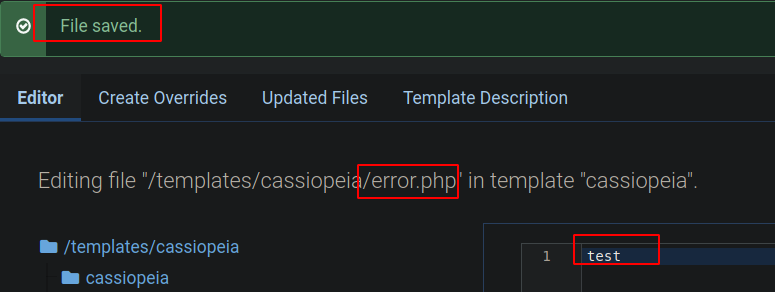 File saved.
Editor Create Overrides Updated Files Template Description
Editing file "/templates/cassiopeia/error.php" in template "cassiopeia".
/templates/cassiopeia
cassiopeia
1 test